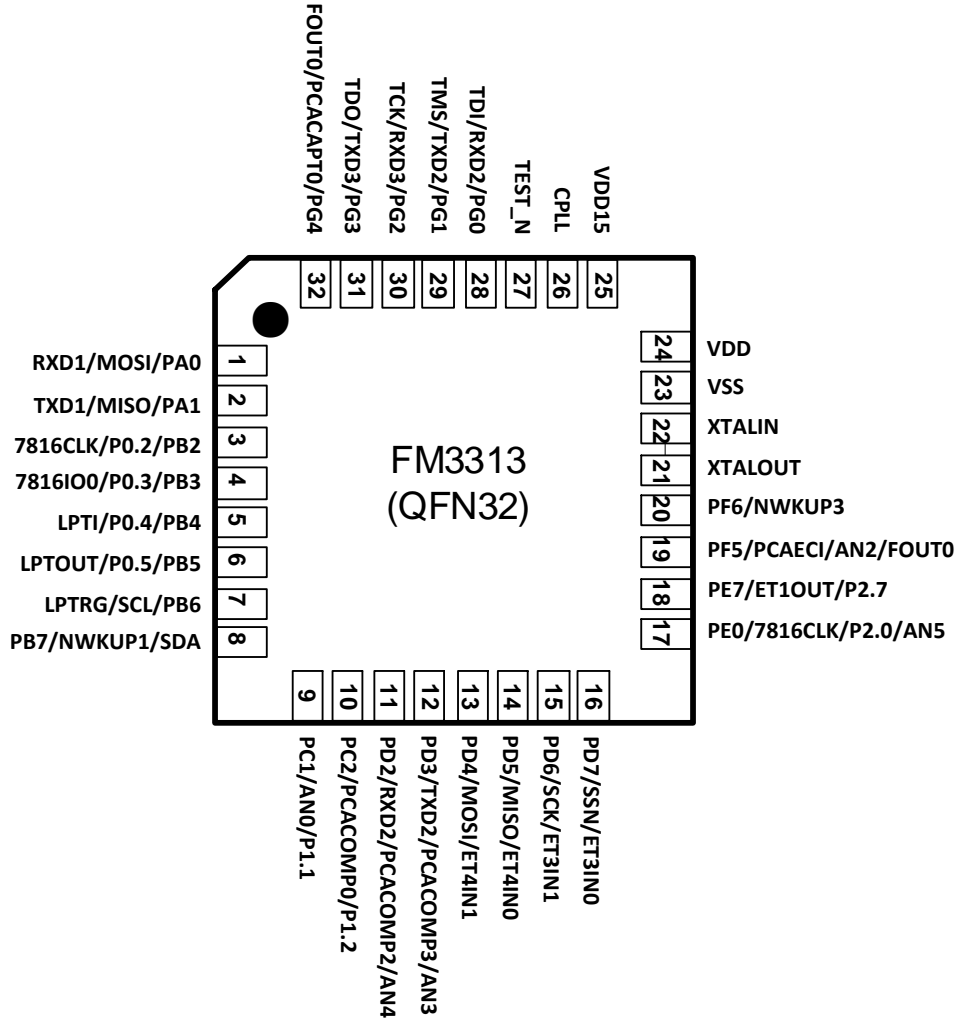 FOUT0/PCACAPT0/PG4
TDO/TXD3/PG3
TCK/RXD3/PG2
TMS/TXD2/PG1
TDI/RXD2/PG0
TEST_N
CPLL
VDD15
32
31
30
29
28
27
26
25
RXD1/MOSI/PA0
1
TXD1/MISO/PA1
2
7816CLK/P0.2/PB2
3
7816IO0/P0.3/PB3
4
LPTI/P0.4/PB4
5
LPTOUT/P0.5/PB5
6
LPTRG/SCL/PB6
7
PB7/NWKUP1/SDA
8
FM3313
(QFN32)
24
VDD
23
VSS
22
XTALIN
21
XTALOUT
20
PF6/NWKUP3
19
PF5/PCAECI/AN2/FOUT0
18
PE7/ET1OUT/P2.7
17
PE0/7816CLK/P2.0/AN5
9
10
11
12
13
14
15
16
PC1/AN0/P1.1
PC2/PCACOMP0/P1.2
PD2/RXD2/PCACOMP2/AN4
PD3/TXD2/PCACOMP3/AN3
PD4/MOSI/ET4IN1
PD5/MISO/ET4IN0
PD6/SCK/ET3IN1
PD7/SSN/ET3IN0